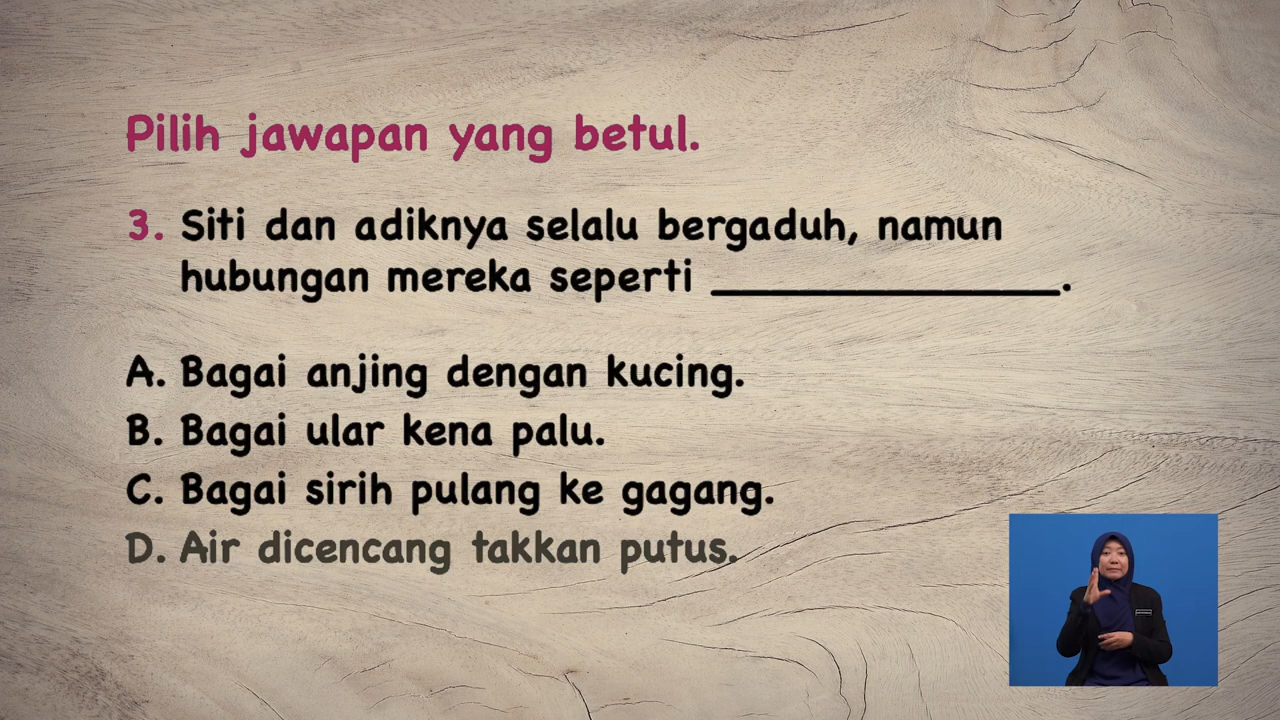 Pilih jawapan yang betul.
3. Siti dan adiknya selalu bergaduh, namun
hubungan mereka seperti _______________.
A. Bagai anjing dengan kucing.
B. Bagai ular kena palu.
C. Bagai sirih pulang ke gagang.
D. Air dicencang takkan putus.